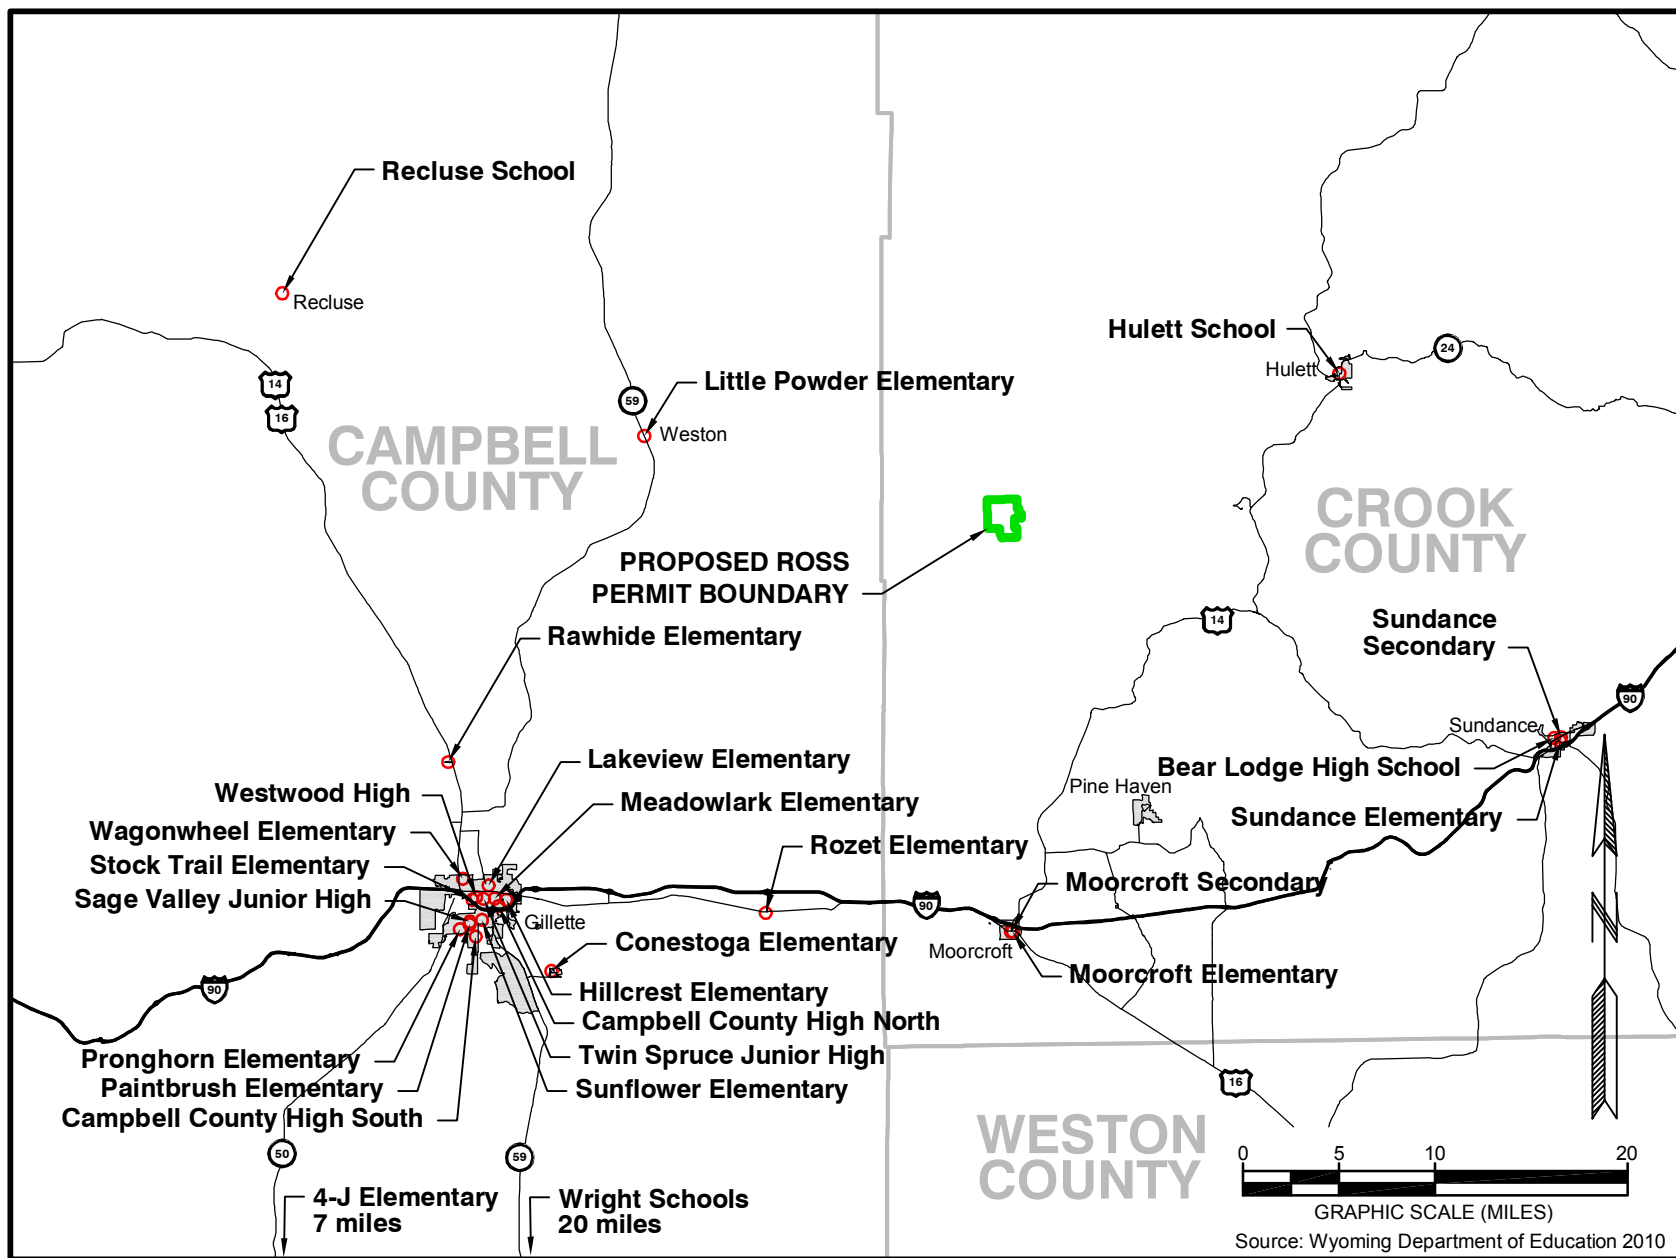 Recluse School
Recluse
Hulett School
Hulett
24
14
16
59
Little Powder Elementary
Weston
CAMPBELL
COUNTY
CROOK
COUNTY
PROPOSED ROSS
PERMIT BOUNDARY
14
Sundance
Secondary
Rawhide Elementary
90
Sundance
Lakeview Elementary
Bear Lodge High School
Pine Haven
Westwood High
Meadowlark Elementary
Sundance Elementary
Wagonwheel Elementary
Rozet Elementary
Stock Trail Elementary
Moorcroft Secondary
Sage Valley Junior High
90
Gillette
Conestoga Elementary
Moorcroft
Moorcroft Elementary
90
Hillcrest Elementary
Campbell County High North
Pronghorn Elementary
Twin Spruce Junior High
Paintbrush Elementary
Sunflower Elementary
16
Campbell County High South
WESTON
COUNTY
50
59
0 5 10 20
4-J Elementary
7 miles
Wright Schools
20 miles
GRAPHIC SCALE (MILES)
Source: Wyoming Department of Education 2010
N